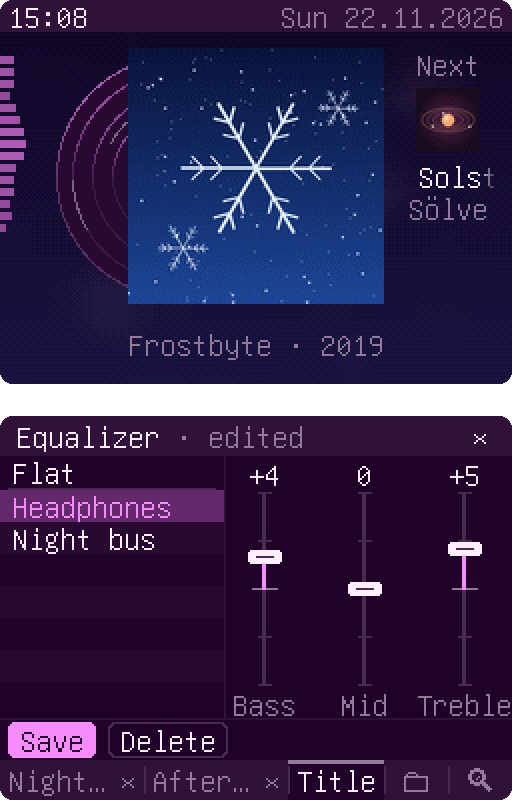 15:08 Sun 22.11.2026
Next
Solst
Sölve
Frostbyte · 2019
Equalizer · edited ×
Flat
Headphones
Night bus
+4 0 +5
Bass Mid Treble
Save Delete
Night… × After… × Title